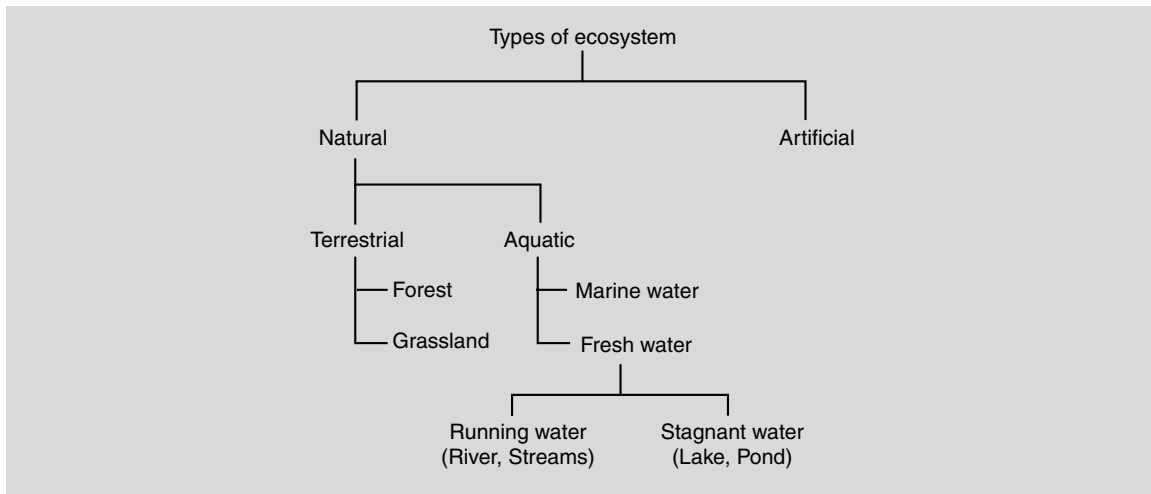 Types of ecosystem
Natural
Artificial
Terrestrial
Aquatic
Forest
Marine water
Grassland
Fresh water
Running water
(River, Streams)
Stagnant water
(Lake, Pond)